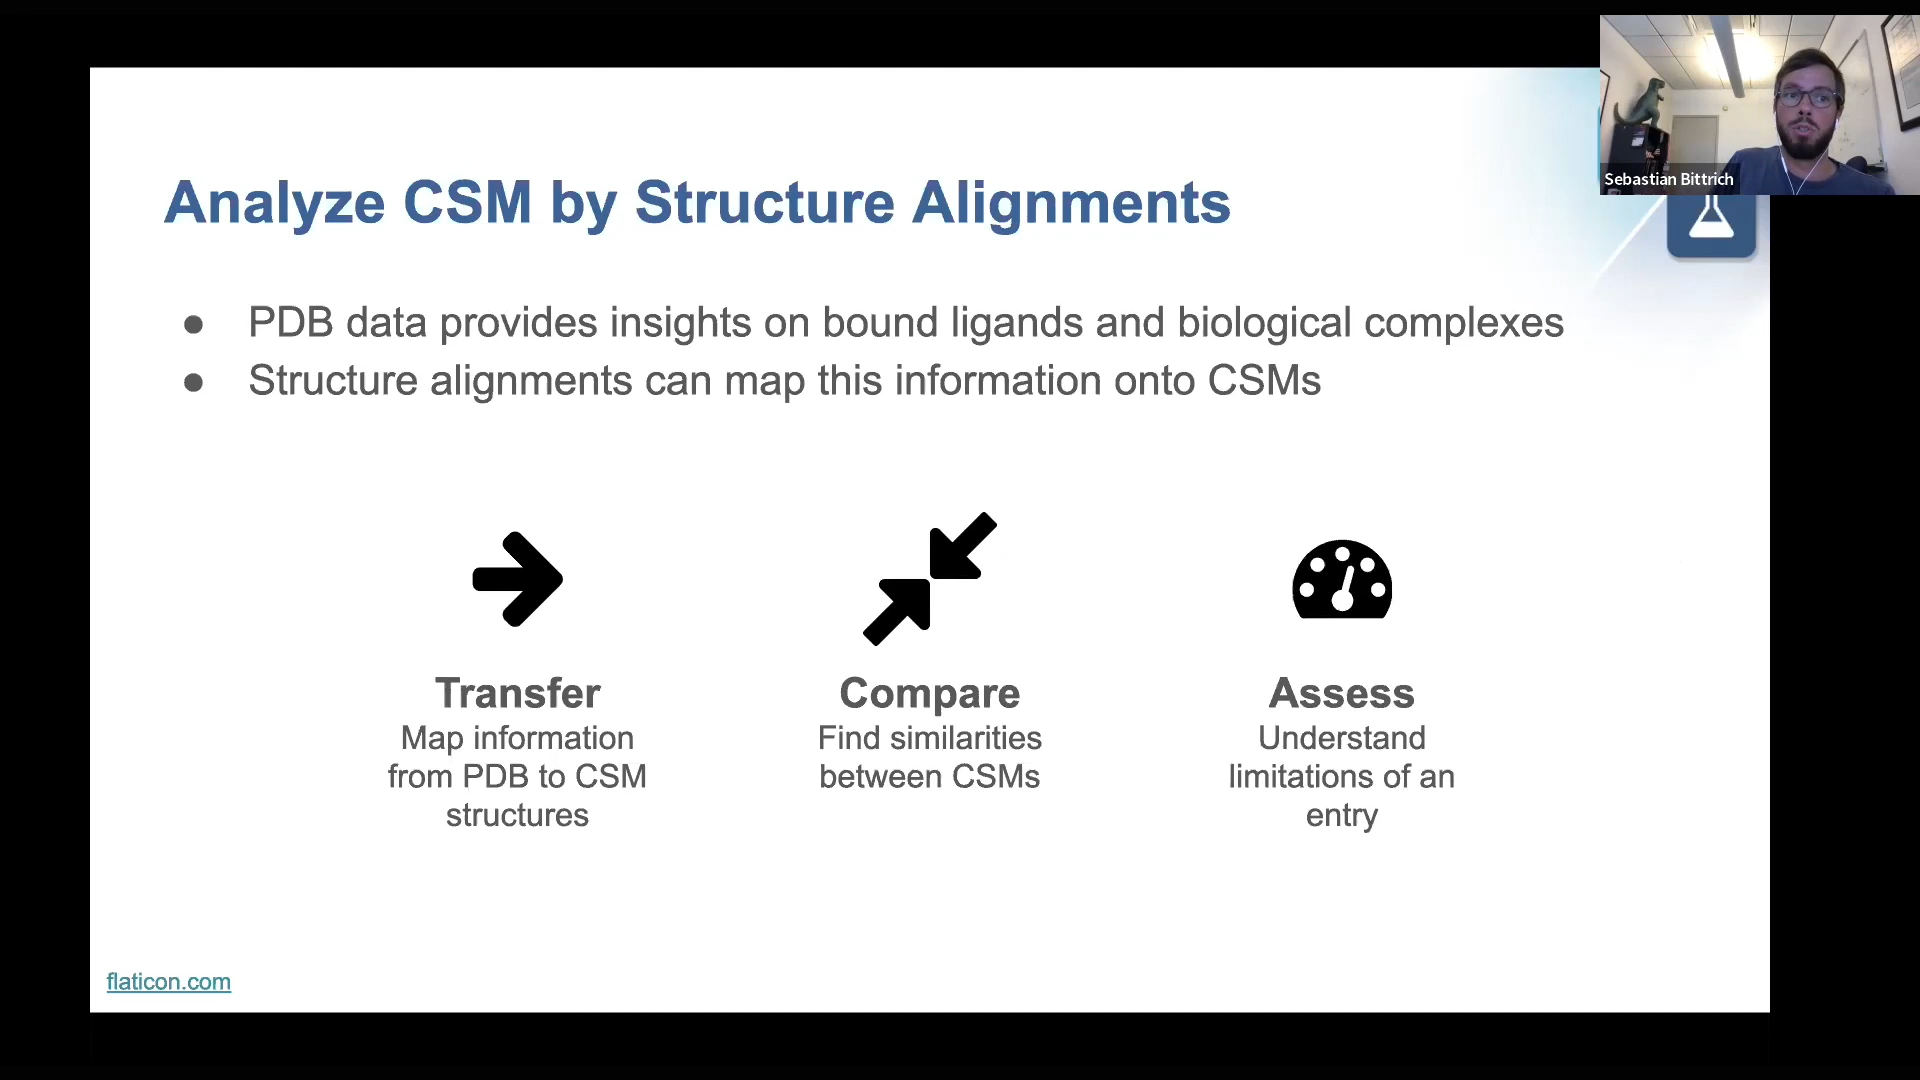 Sebastian Bittrich
Analyze CSM by Structure Alignments
● PDB data provides insights on bound ligands and biological complexes
● Structure alignments can map this information onto CSMs
Transfer
Map information
from PDB to CSM
structures
Compare
Find similarities
between CSMs
Assess
Understand
limitations of an
entry
flaticon.com